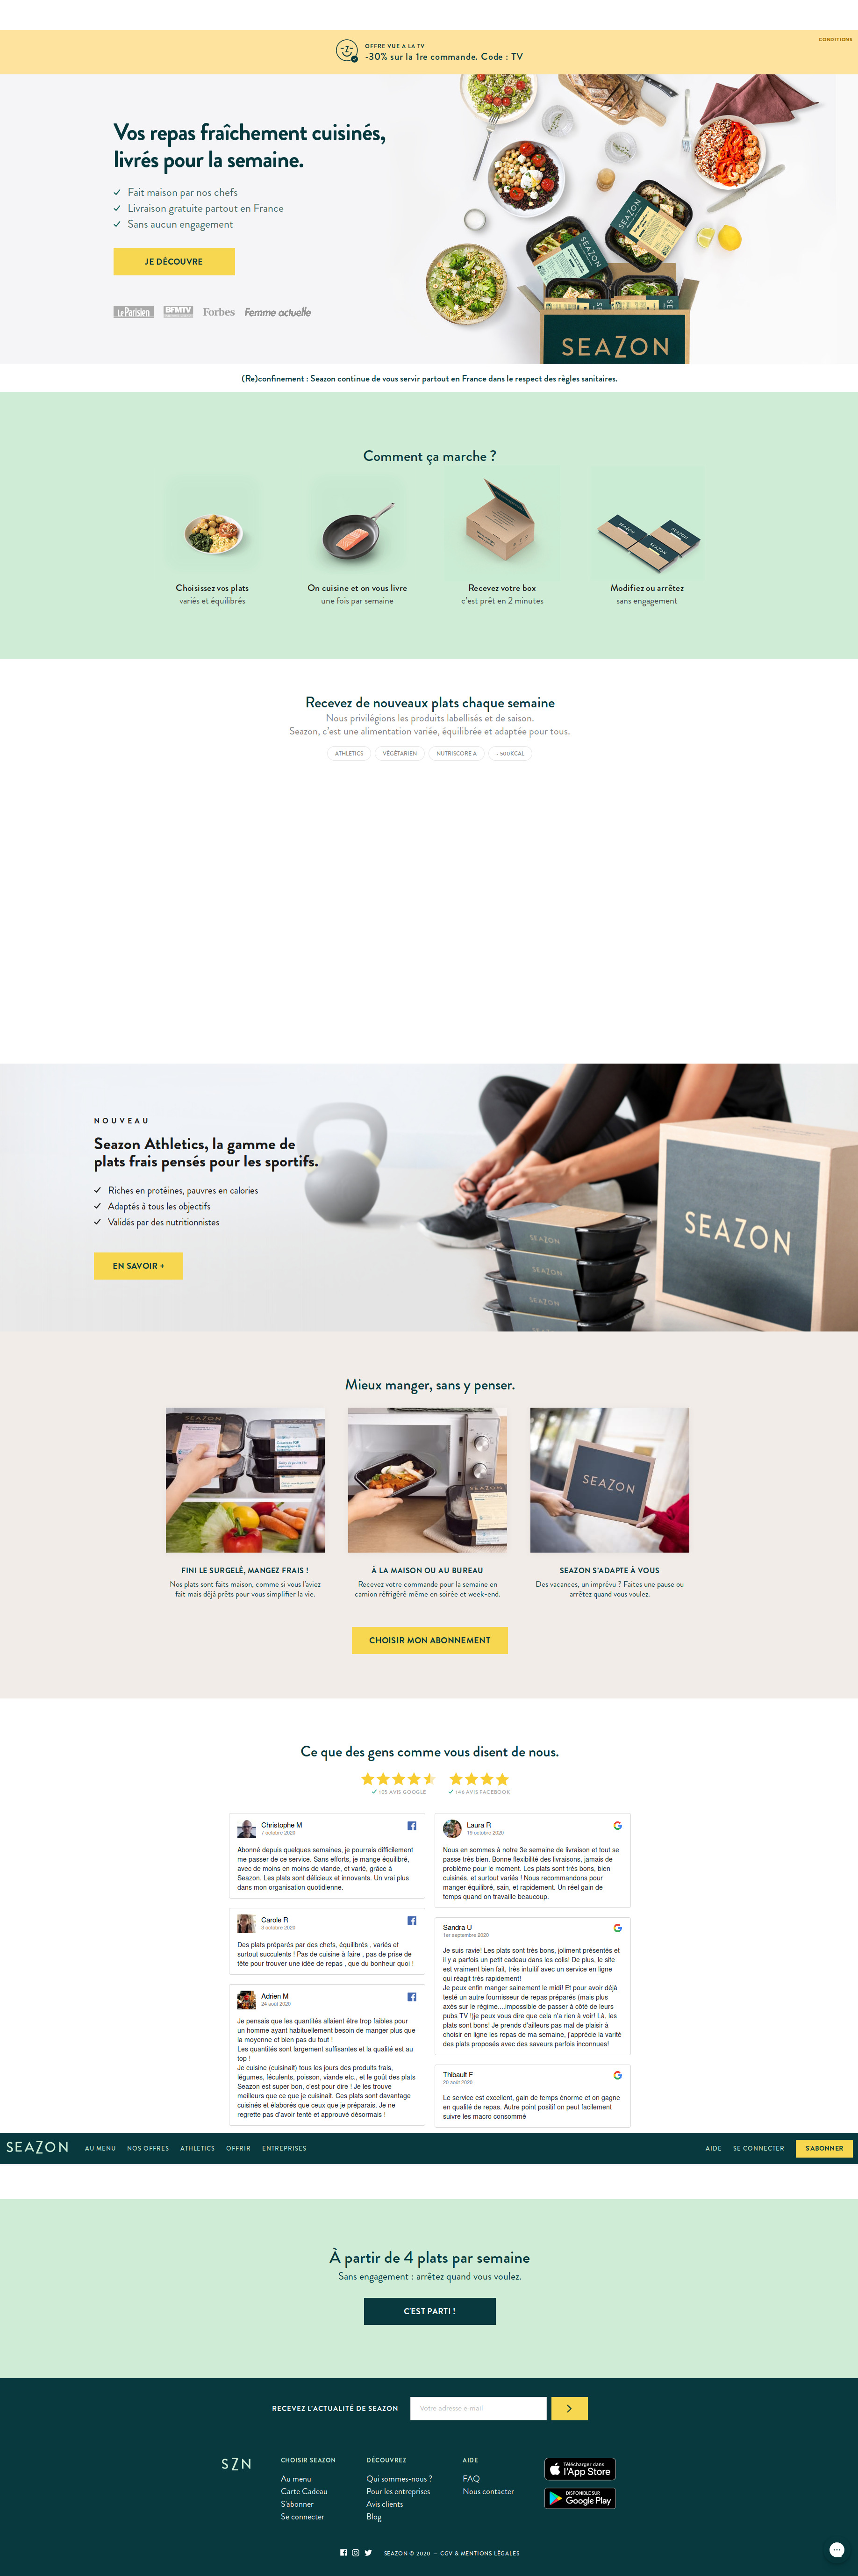 OFFRE VUE A LA TV
-30% sur la 1re commande. Code : TV
CONDITIONS
Vos repas fraîchement cuisinés,
livrés pour la semaine.
Fait maison par nos chefs
Livraison gratuite partout en France
Sans aucun engagement
JE DÉCOUVRE
Le Parisien
BFMTV
Forbes
Femme actuelle
SEAZON
SEAZON
SEAZON
(Re)confinement : Seazon continue de vous servir partout en France dans le respect des règles sanitaires.
Comment ça marche ?
Choisissez vos plats
variés et équilibrés
On cuisine et on vous livre
une fois par semaine
Recevez votre box
c'est prêt en 2 minutes
Modifiez ou arrêtez
sans engagement
Recevez de nouveaux plats chaque semaine
Nous privilégions les produits labellisés et de saison.
Seazon, c'est une alimentation variée, équilibrée et adaptée pour tous.
ATHLETICS
VÉGÉTARIEN
NUTRISCORE A
- 500KCAL
NOUVEAU
Seazon Athletics, la gamme de
plats frais pensés pour les sportifs.
Riches en protéines, pauvres en calories
Adaptés à tous les objectifs
Validés par des nutritionnistes
EN SAVOIR +
SEAZON
SEAZON
SEAZON
SEAZON
Mieux manger, sans y penser.
SEAZON
FINI LE SURGELÉ, MANGEZ FRAIS !
Nos plats sont faits maison, comme si vous l'aviez
fait mais déjà prêts pour vous simplifier la vie.
À LA MAISON OU AU BUREAU
Recevez votre commande pour la semaine en
camion réfrigéré même en soirée et week-end.
SEAZON S'ADAPTE À VOUS
Des vacances, un imprévu ? Faites une pause ou
arrêtez quand vous voulez.
CHOISIR MON ABONNEMENT
Ce que des gens comme vous disent de nous.
105 AVIS GOOGLE
146 AVIS FACEBOOK
Christophe M
7 octobre 2020
Abonné depuis quelques semaines, je pourrais difficilement
me passer de ce service. Sans efforts, je mange équilibré,
avec de moins en moins de viande, et varié, grâce à
Seazon. Les plats sont délicieux et innovants. Un vrai plus
dans mon organisation quotidienne.
Carole R
3 octobre 2020
Des plats préparés par des chefs, équilibrés , variés et
surtout succulents ! Pas de cuisine à faire , pas de prise de
tête pour trouver une idée de repas , que du bonheur quoi !
Adrien M
24 août 2020
Je pensais que les quantités allaient être trop faibles pour
un homme ayant habituellement besoin de manger plus que
la moyenne et bien pas du tout !
Les quantités sont largement suffisantes et la qualité est au
top !
Je cuisine (cuisinait) tous les jours des produits frais,
légumes, féculents, poisson, viande etc., et le goût des plats
Seazon est super bon, c'est pour dire ! Je les trouve
meilleurs que ce que je cuisinait. Ces plats sont davantage
cuisinés et élaborés que ceux que je préparais. Je ne
regrette pas d'avoir tenté et approuvé désormais !
Laura R
19 octobre 2020
Nous en sommes à notre 3e semaine de livraison et tout se
passe très bien. Bonne flexibilité des livraisons, jamais de
problème pour le moment. Les plats sont très bons, bien
cuisinés, et surtout variés ! Nous recommandons pour
manger équilibré, sain, et rapidement. Un réel gain de
temps quand on travaille beaucoup.
Sandra U
1er septembre 2020
Je suis ravie! Les plats sont très bons, joliment présentés et
il y a parfois un petit cadeau dans les colis! De plus, le site
est vraiment bien fait, très intuitif avec un service en ligne
qui réagit très rapidement!
Je peux enfin manger sainement le midi! Et pour avoir déjà
testé un autre fournisseur de repas préparés (mais plus
axés sur le régime....impossible de passer à côté de leurs
pubs TV !)je peux vous dire que cela n'a rien à voir! Là, les
plats sont bons! Je prends d'ailleurs pas mal de plaisir à
choisir en ligne les repas de ma semaine, j'apprécie la variété
des plats proposés avec des saveurs parfois inconnues!
Thibault F
20 août 2020
Le service est excellent, gain de temps énorme et on gagne
en qualité de repas. Autre point positif on peut facilement
suivre les macro consommé
SEAZON
AU MENU
NOS OFFRES
ATHLETICS
OFFRIR
ENTREPRISES
AIDE
SE CONNECTER
S'ABONNER
À partir de 4 plats par semaine
Sans engagement : arrêtez quand vous voulez.
C'EST PARTI !
RECEVEZ L'ACTUALITÉ DE SEAZON
Votre adresse e-mail
SZN
CHOISIR SEAZON
Au menu
Carte Cadeau
S'abonner
Se connecter
DÉCOUVREZ
Qui sommes-nous ?
Pour les entreprises
Avis clients
Blog
AIDE
FAQ
Nous contacter
Télécharger dans
l'App Store
DISPONIBLE SUR
Google Play
SEAZON © 2020 — CGV & MENTIONS LÉGALES